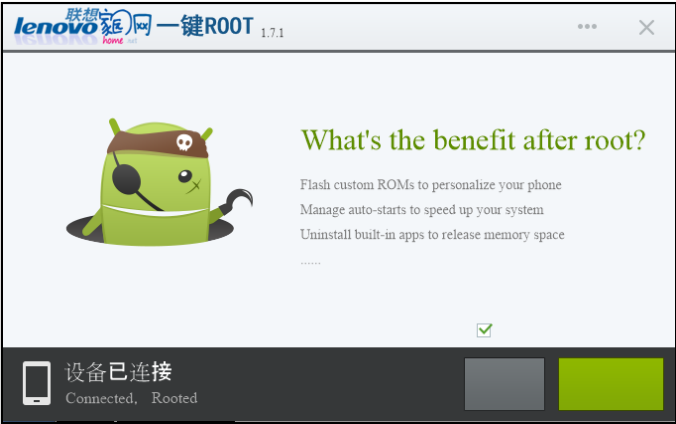 联想
lenovo家网一键ROOT 1.7.1
home.net
What's the benefit after root?
Flash custom ROMs to personalize your phone
Manage auto-starts to speed up your system
Uninstall built-in apps to release memory space
......
设备已连接
Connected, Rooted